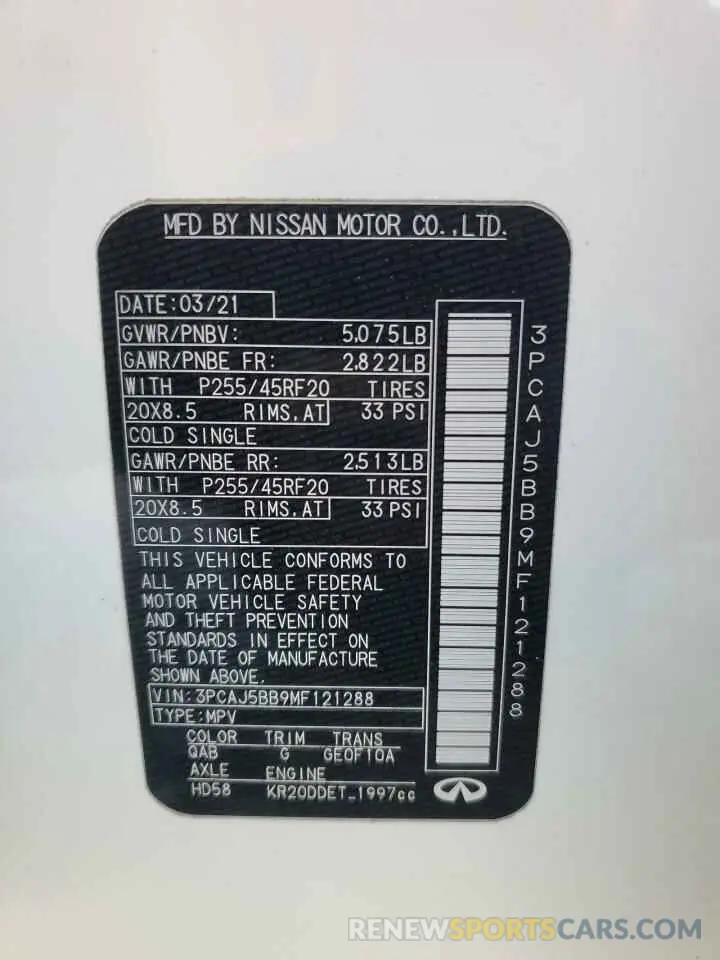 MFD BY NISSAN MOTOR CO.,LTD.
DATE:03/21
GVWR/PNBV: 5.075LB
GAWR/PNBE FR: 2.822LB
WITH P255/45RF20 TIRES
20X8.5 RIMS,AT 33 PSI
COLD SINGLE
GAWR/PNBE RR: 2.513LB
WITH P255/45RF20 TIRES
20X8.5 RIMS,AT 33 PSI
COLD SINGLE
THIS VEHICLE CONFORMS TO
ALL APPLICABLE FEDERAL
MOTOR VEHICLE SAFETY
AND THEFT PREVENTION
STANDARDS IN EFFECT ON
THE DATE OF MANUFACTURE
SHOWN ABOVE.
VIN:3PCAJ5BB9MF121288
TYPE:MPV
COLOR TRIM TRANS
QAB G GE0F10A
AXLE ENGINE
HD58 KR20DDET_1997cc
3PCAJ5BB9MF121288
RENEWSPORTSCARS.COM